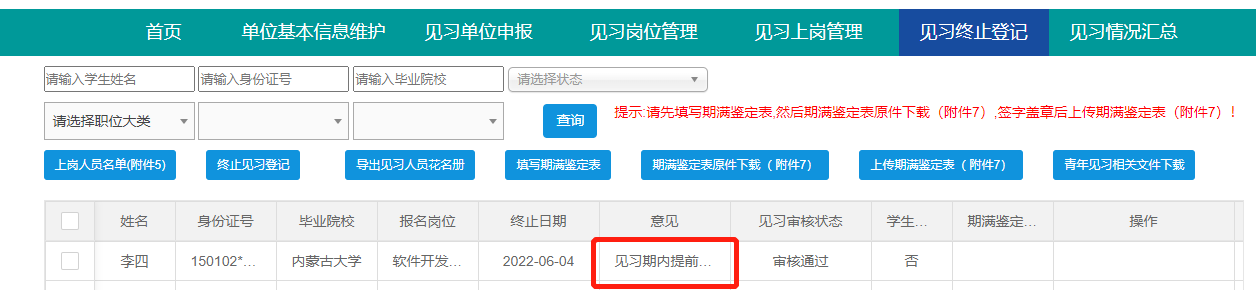 首页 单位基本信息维护 见习单位申报 见习岗位管理 见习上岗管理 见习终止登记 见习情况汇总
请输入学生姓名 请输入身份证号 请输入毕业院校 请选择状态
请选择职位大类 查询 提示:请先填写期满鉴定表,然后期满鉴定表原件下载（附件7）,签字盖章后上传期满鉴定表（附件7）！
上岗人员名单(附件5) 终止见习登记 导出见习人员花名册 填写期满鉴定表 期满鉴定表原件下载（附件7） 上传期满鉴定表（附件7） 青年见习相关文件下载
姓名 身份证号 毕业院校 报名岗位 终止日期 意见 见习审核状态 学生... 期满鉴定... 操作
李四 150102*... 内蒙古大学 软件开发... 2022-06-04 见习期内提前... 审核通过 否